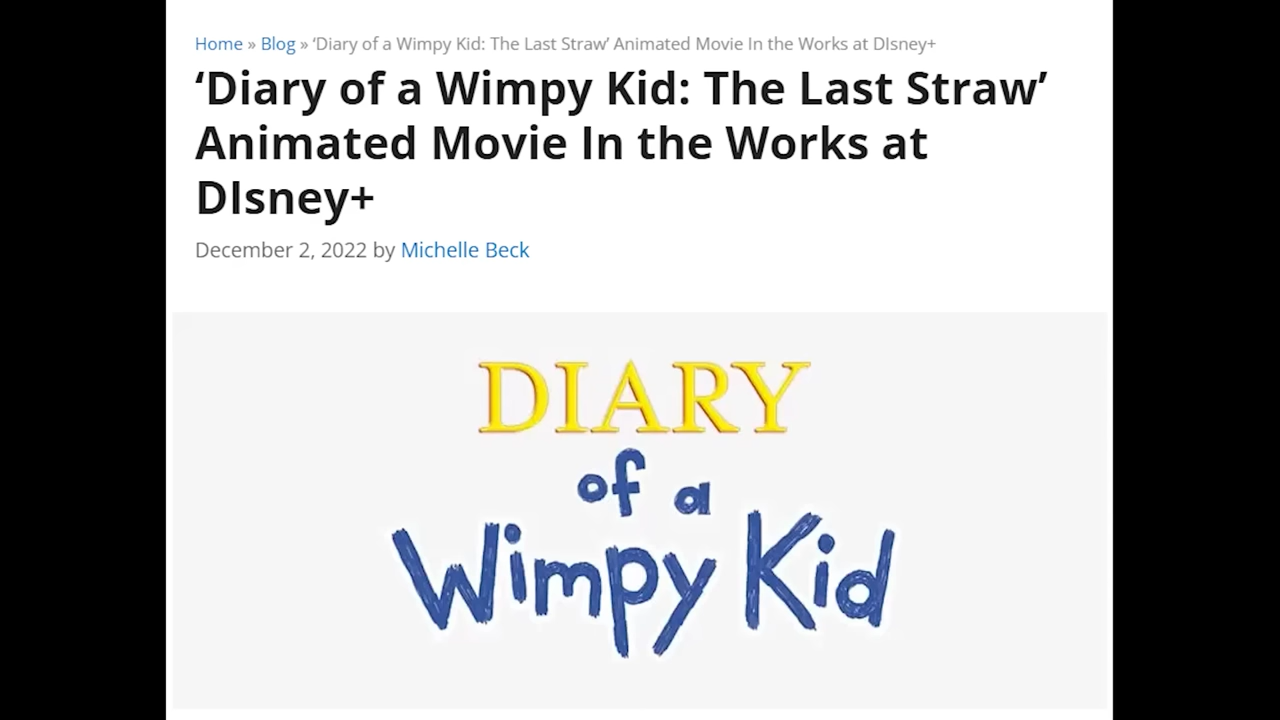 Home » Blog » ‘Diary of a Wimpy Kid: The Last Straw’ Animated Movie In the Works at DIsney+
‘Diary of a Wimpy Kid: The Last Straw’
Animated Movie In the Works at
DIsney+
December 2, 2022 by Michelle Beck
DIARY
of a
Wimpy Kid